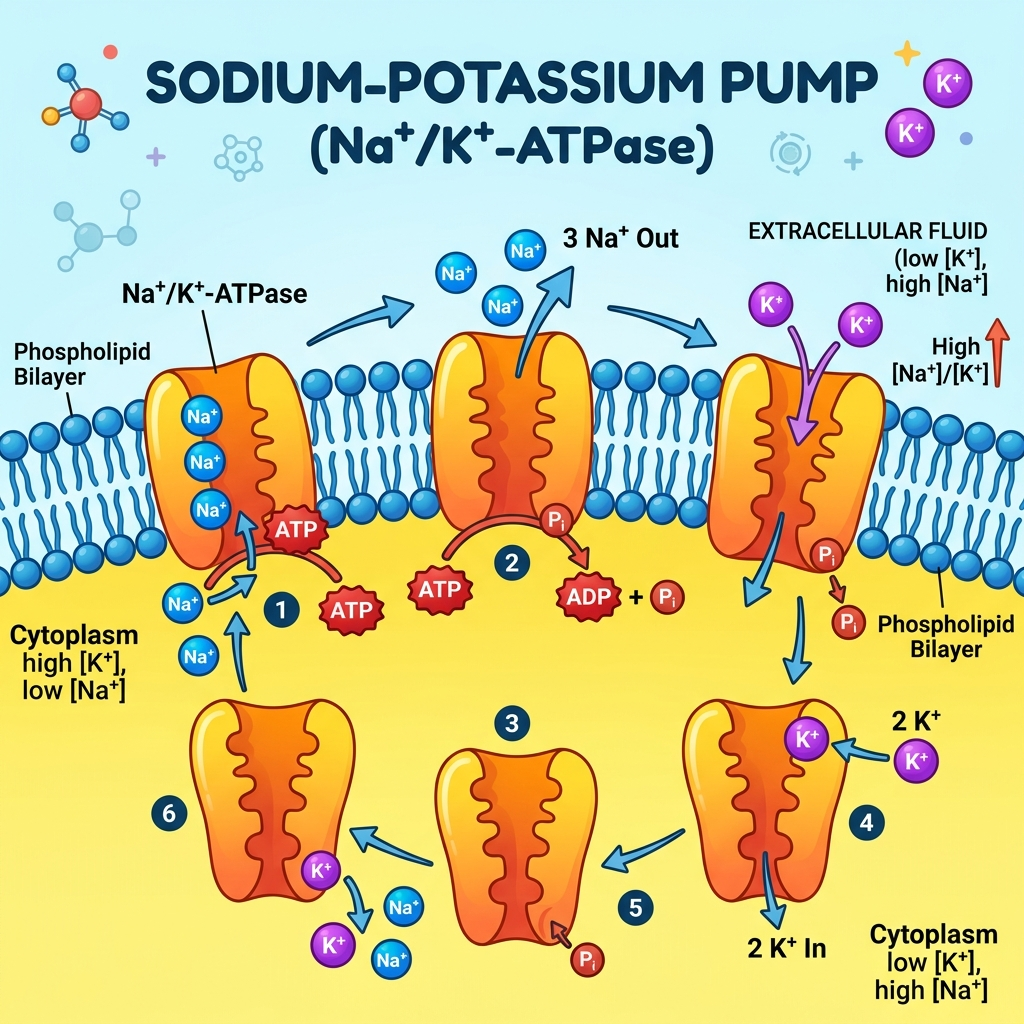 SODIUM-POTASSIUM PUMP
(Na⁺/K⁺-ATPase)
K⁺
K⁺
3 Na⁺ Out
EXTRACELLULAR FLUID
(low [K⁺],
high [Na⁺]
Na⁺
Na⁺
Na⁺
Na⁺/K⁺-ATPase
K⁺
K⁺
High
[Na⁺]/[K⁺]
Phospholipid
Bilayer
Na⁺
Na⁺
Na⁺
ATP
Pᵢ
Pᵢ
2
ATP
ADP + Pᵢ
Na⁺
1
ATP
Pᵢ
Phospholipid
Bilayer
Cytoplasm
high [K⁺],
low [Na⁺]
Na⁺
3
2 K⁺
K⁺
K⁺
6
4
K⁺
5
Na⁺
K⁺
Na⁺
Pᵢ
2 K⁺ In
Cytoplasm
low [K⁺],
high [Na⁺]